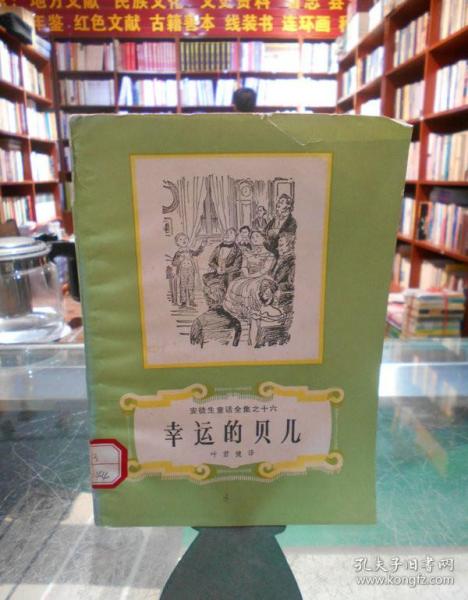 地方文献 民族文化 文史资料
年鉴 红色文献 古籍善本 线装书 连环画
安徒生童话全集之十六
幸运的贝儿
叶君健译
孔夫子旧书网
www.kongfz.com